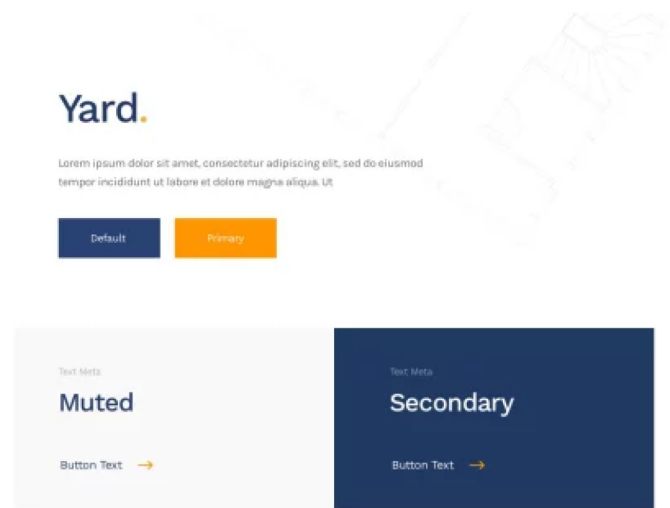 Yard.
Lorem ipsum dolor sit amet, consectetur adipiscing elit, sed do eiusmod
tempor incididunt ut labore et dolore magna aliqua. Ut
Default
Primary
Text Meta
Muted
Button Text →
Text Meta
Secondary
Button Text →